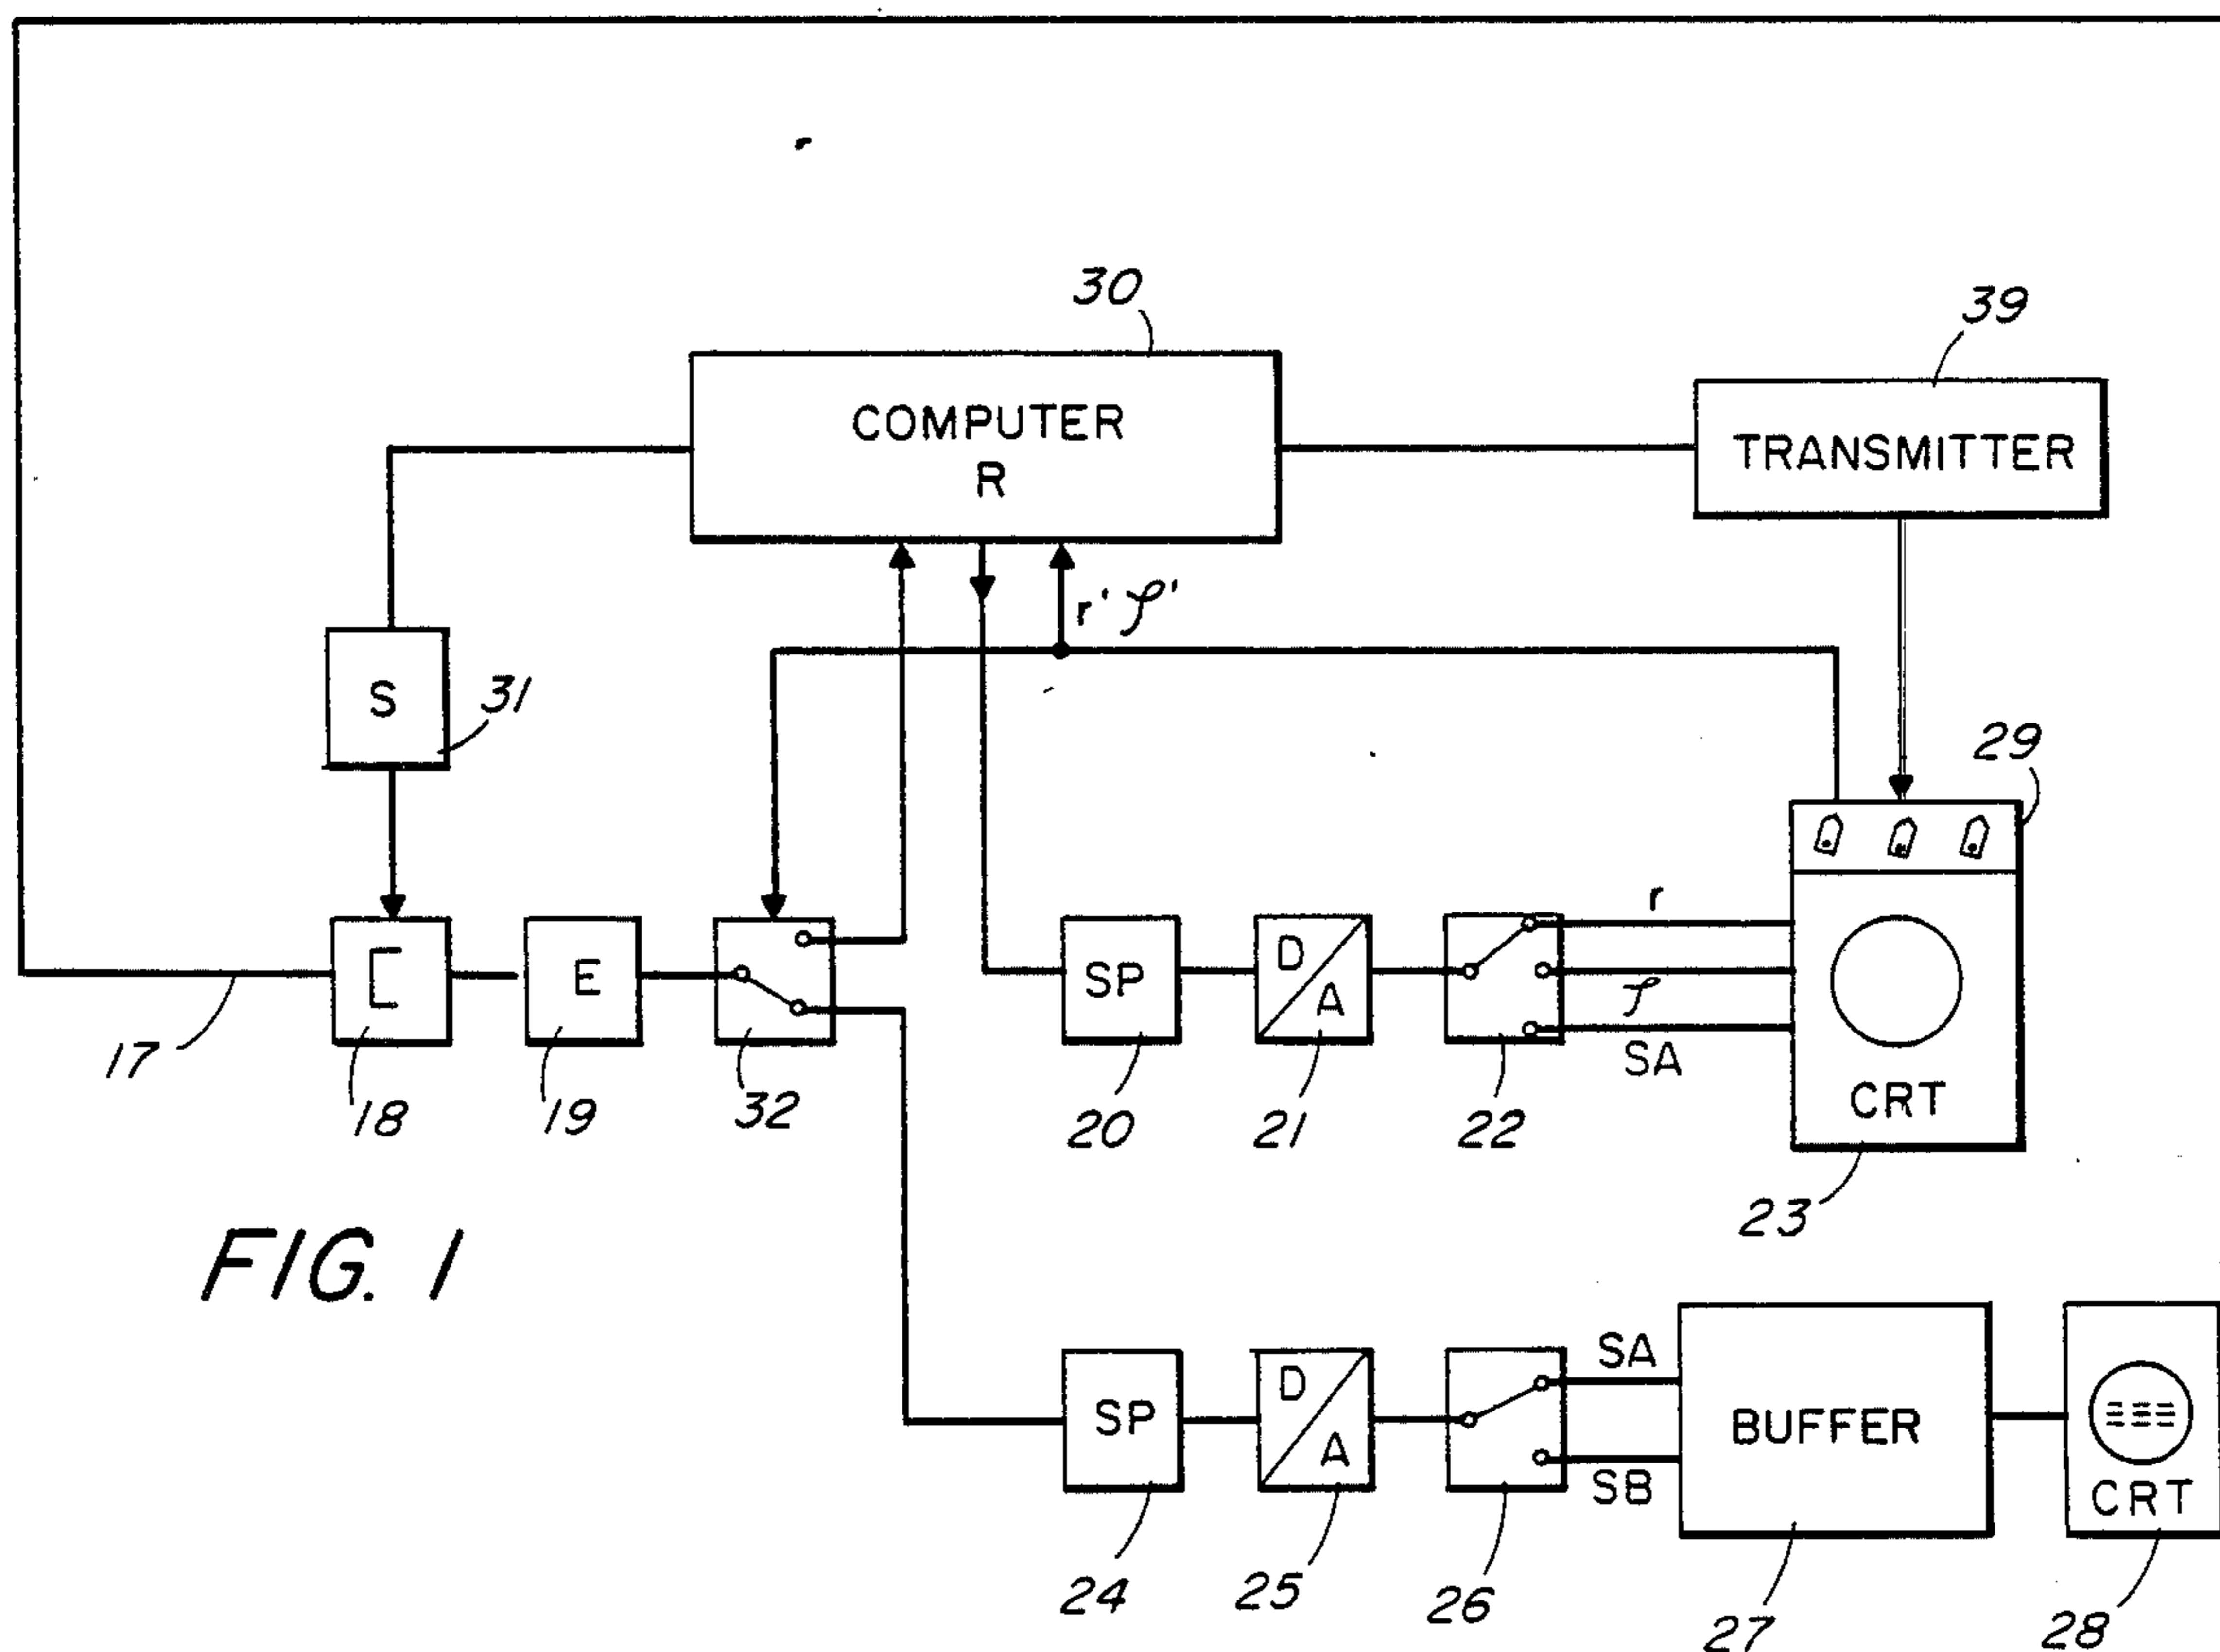 30
39
COMPUTER
R
TRANSMITTER
r'
S
31
29
r
E
SP
D
A
SA
CRT
17
18
19
32
20
21
22
23
FIG. 1
SP
D
A
SA
SB
BUFFER
CRT
24
25
26
27
28